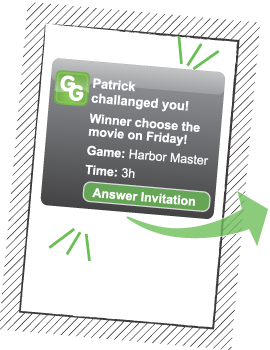 GG
Patrick
challanged you!
Winner choose the
movie on Friday!
Game: Harbor Master
Time: 3h
Answer Invitation